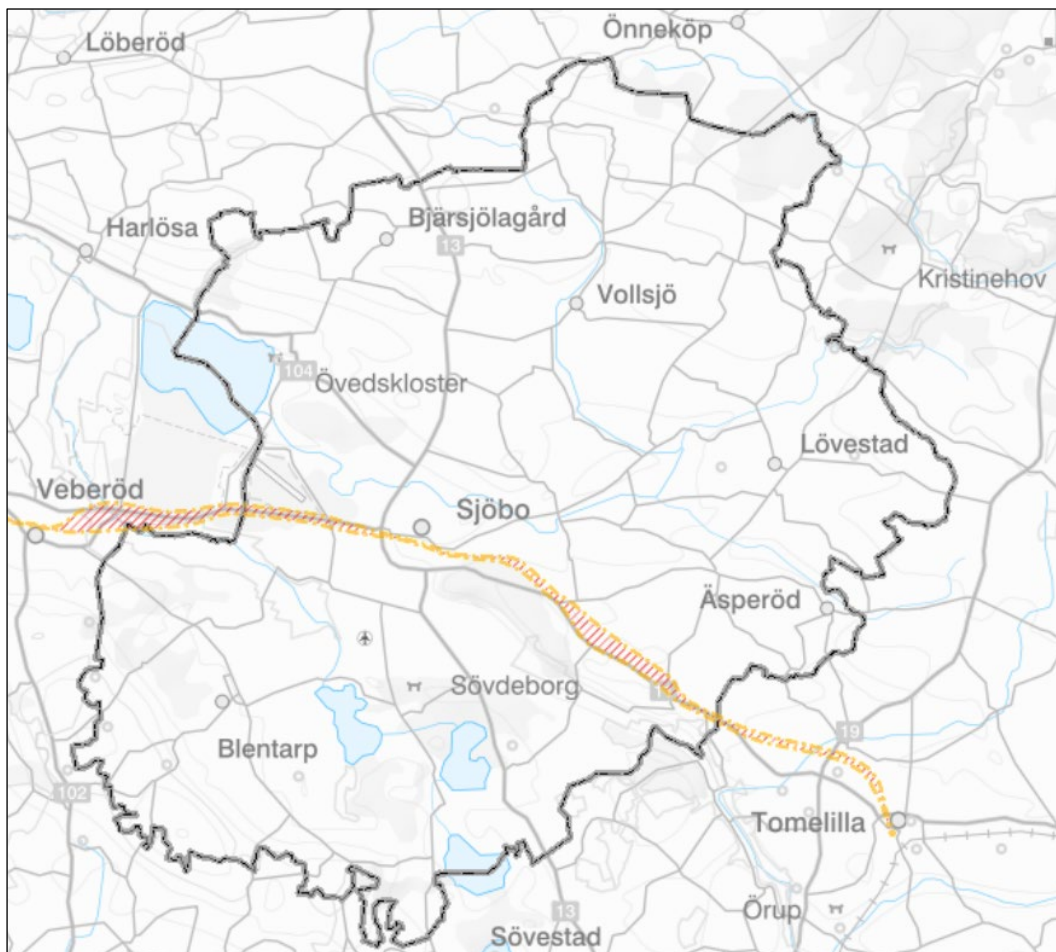 Önneköp
Löberöd
Harlösa
Bjärsjölagård
13
Kristinehov
Vollsjö
104
Övedskloster
Lövestad
Veberöd
Sjöbo
Äsperöd
Sövdeborg
Blentarp
19
102
Tomelilla
Örup
13
Sövestad